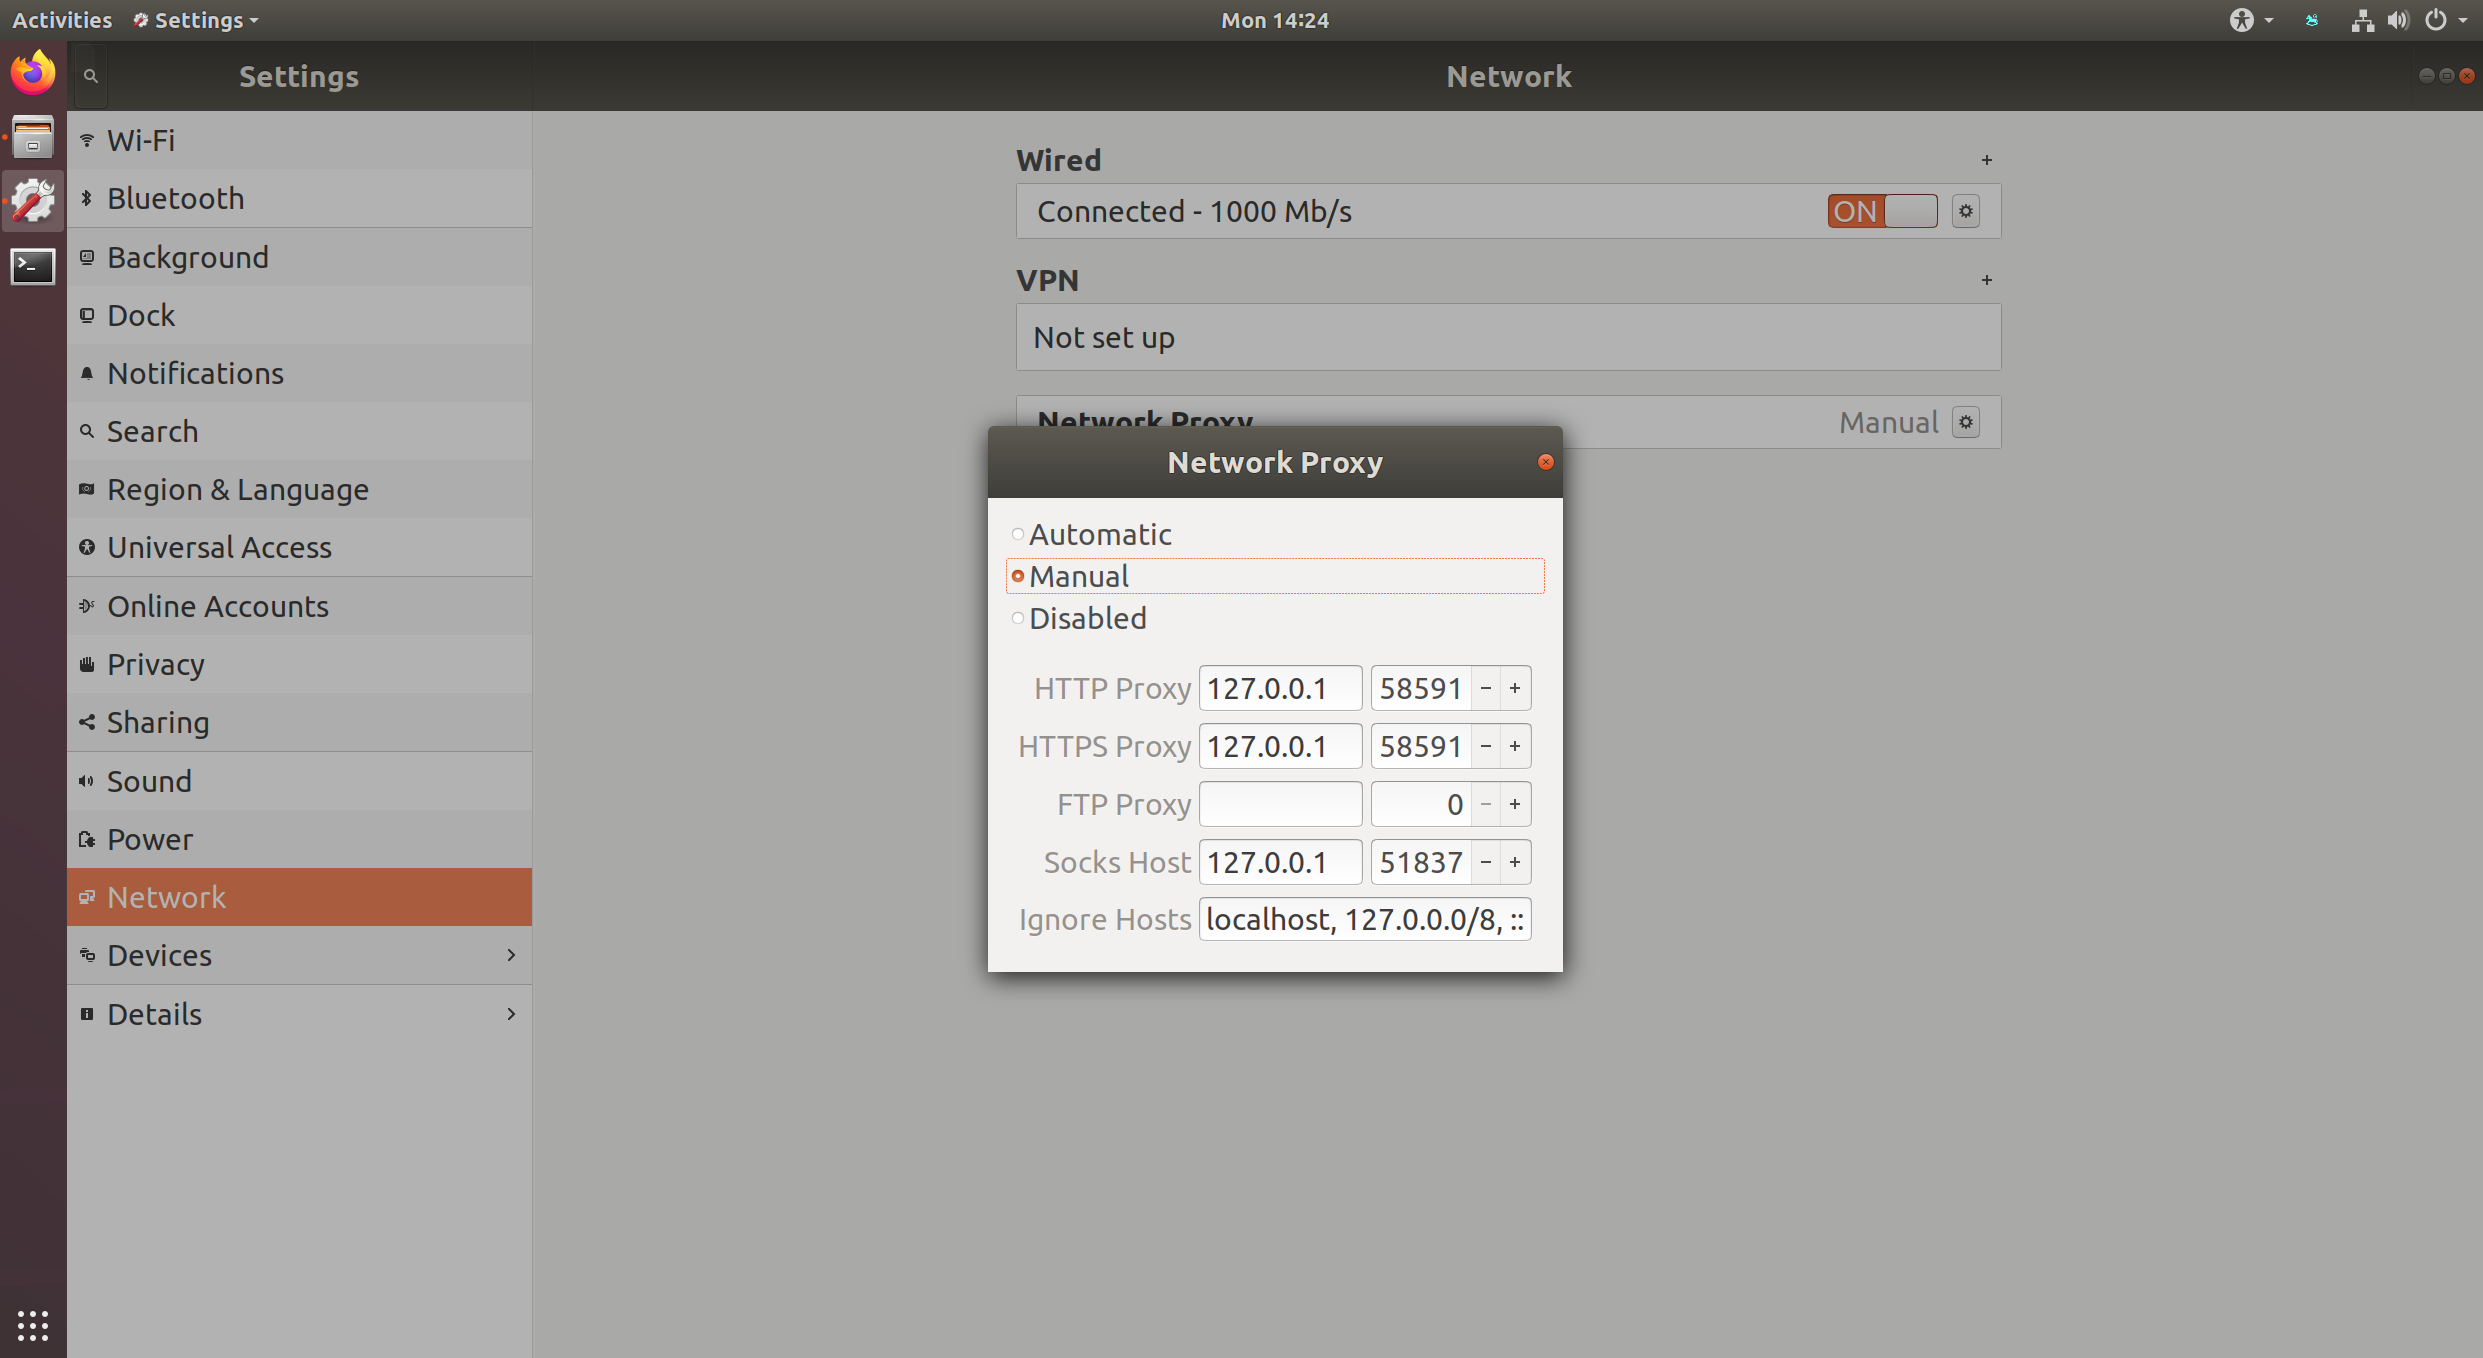 Activities
Settings
Mon 14:24
Settings
Network
Wi-Fi
Bluetooth
Background
Dock
Notifications
Search
Region & Language
Universal Access
Online Accounts
Privacy
Sharing
Sound
Power
Network
Devices
Details
Wired
Connected - 1000 Mb/s
ON
VPN
Not set up
Network Proxy
Manual
Network Proxy
Automatic
Manual
Disabled
HTTP Proxy 127.0.0.1 58591 - +
HTTPS Proxy 127.0.0.1 58591 - +
FTP Proxy 0 - +
Socks Host 127.0.0.1 51837 - +
Ignore Hosts localhost, 127.0.0.0/8, ::